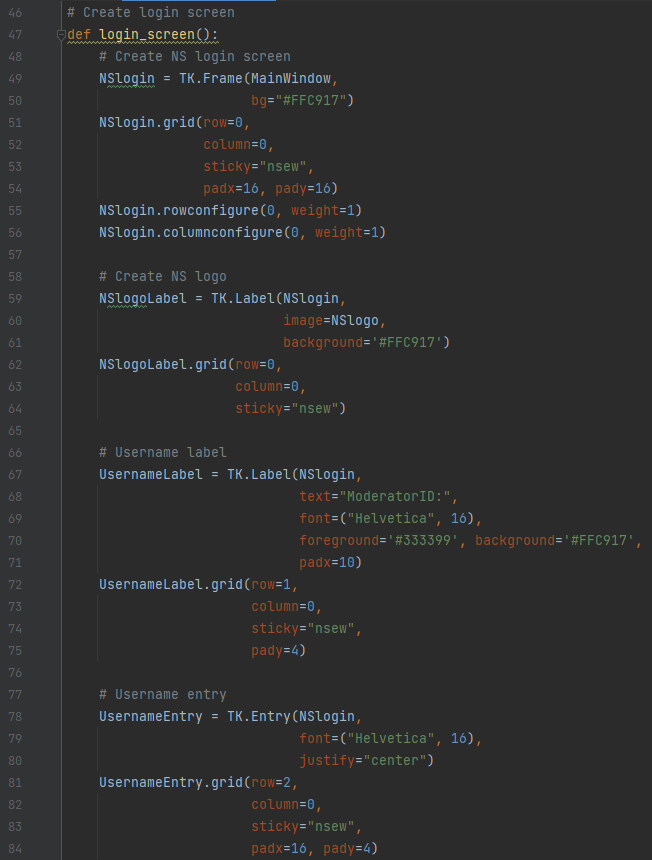 46 # Create login screen
47 def login_screen():
48     # Create NS login screen
49     NSlogin = TK.Frame(MainWindow,
50                        bg="#FFC917")
51     NSlogin.grid(row=0,
52                  column=0,
53                  sticky="nsew",
54                  padx=16, pady=16)
55     NSlogin.rowconfigure(0, weight=1)
56     NSlogin.columnconfigure(0, weight=1)
57
58     # Create NS logo
59     NSlogoLabel = TK.Label(NSlogin,
60                            image=NSlogo,
61                            background='#FFC917')
62     NSlogoLabel.grid(row=0,
63                      column=0,
64                      sticky="nsew")
65
66     # Username label
67     UsernameLabel = TK.Label(NSlogin,
68                              text="ModeratorID:",
69                              font=("Helvetica", 16),
70                              foreground='#333399', background='#FFC917',
71                              padx=10)
72     UsernameLabel.grid(row=1,
73                        column=0,
74                        sticky="nsew",
75                        pady=4)
76
77     # Username entry
78     UsernameEntry = TK.Entry(NSlogin,
79                              font=("Helvetica", 16),
80                              justify="center")
81     UsernameEntry.grid(row=2,
82                        column=0,
83                        sticky="nsew",
84                        padx=16, pady=4)